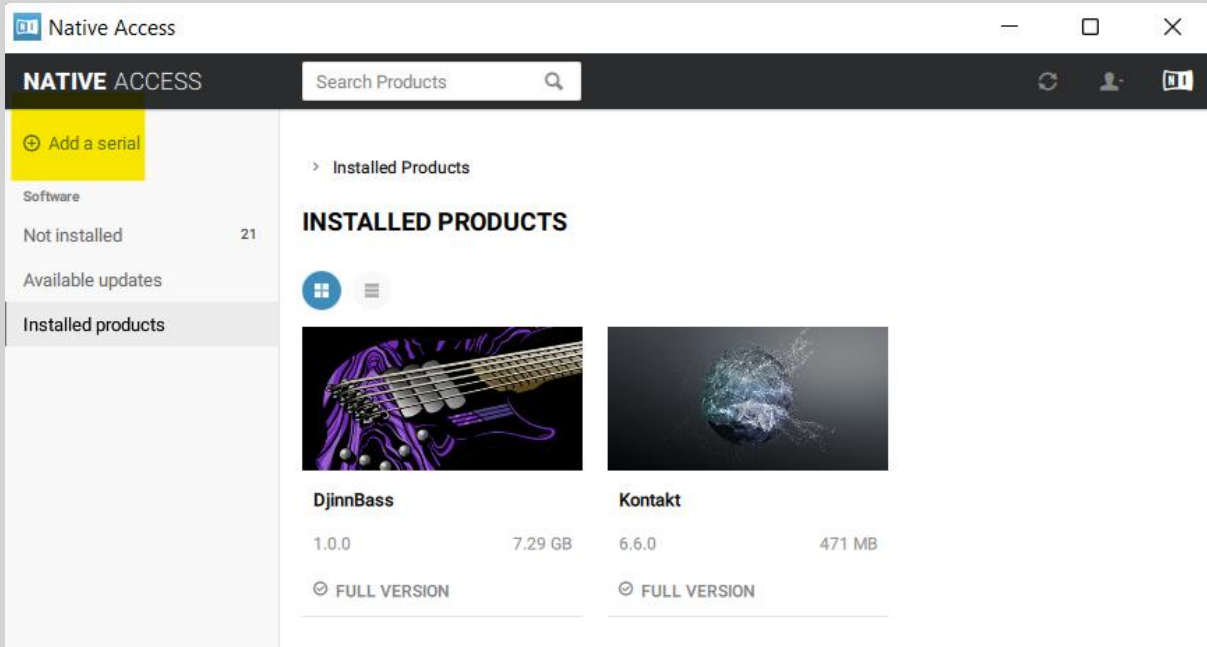 Native Access
NATIVE ACCESS
Search Products
Add a serial
Software
Not installed 21
Available updates
Installed products
> Installed Products
INSTALLED PRODUCTS
DjinnBass
1.0.0 7.29 GB
FULL VERSION
Kontakt
6.6.0 471 MB
FULL VERSION